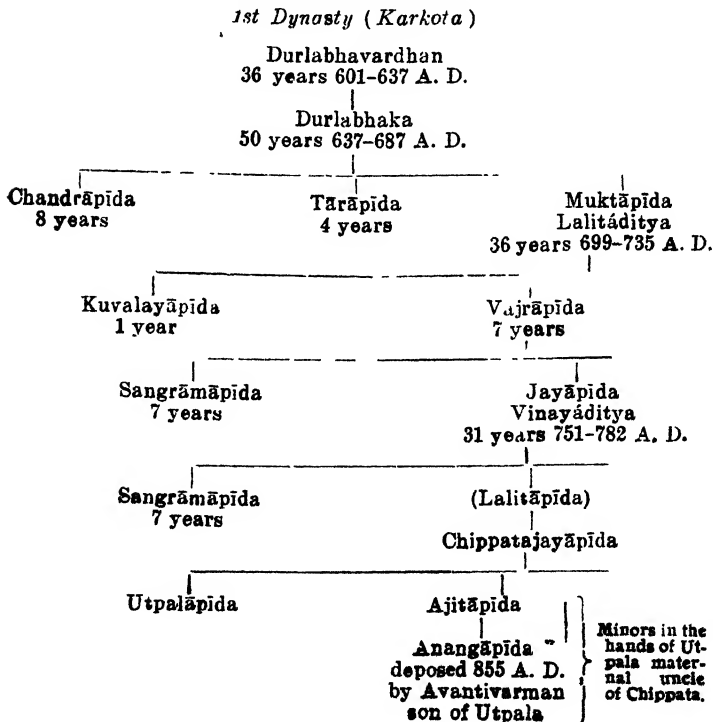 1st Dynasty (Karkota)
Durlabhavardhan
36 years 601-637 A. D.
Durlabhaka
50 years 637-687 A. D.
Chandrāpīda Tārāpīda Muktāpīda
8 years 4 years Lalitáditya
36 years 699-735 A. D.
Kuvalayāpīda Vajrāpīda
1 year 7 years
Sangrāmāpīda Jayāpīda
7 years Vinayáditya
31 years 751-782 A. D.
Sangrāmāpīda (Lalitāpīda)
7 years
Chippatajayāpīda
Utpalāpīda Ajitāpīda
Anangāpīda
deposed 855 A. D.
by Avantivarman
son of Utpala
Minors in the
hands of Ut-
pala mater-
nal uncle
of Chippata.